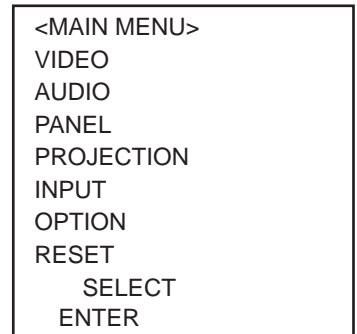 <MAIN MENU>
VIDEO
AUDIO
PANEL
PROJECTION
INPUT
OPTION
RESET
SELECT
ENTER